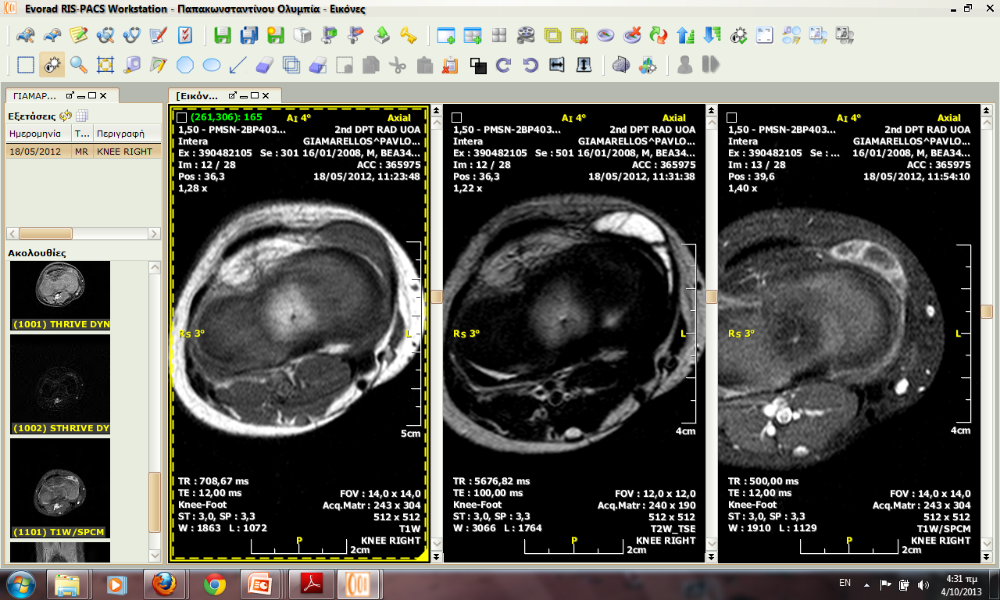 Evorad RIS-PACS Workstation - Παπακωνσταντίνου Ολυμπία - Εικόνες
ΓΙΑΜΑΡ...
Εξετάσεις
Ημερομηνία Τ... Περιγραφή
18/05/2012 MR KNEE RIGHT
Ακολουθίες
(1001) THRIVE DYN
(1002) STHRIVE DY
(1101) T1W/SPCM
[Εικόν...
(261,306): 165 AI 4° Axial
1,50 - PMSN-2BP403... 2nd DPT RAD UOA
Intera GIAMARELLOS^PAVLO...
Ex : 390482105 Se : 301 16/01/2008, M, BEA34...
Im : 12 / 28 ACC : 365975
Pos : 36,3 18/05/2012, 11:23:48
1,28 x
Rs 3° L
5cm
TR : 708,67 ms
TE : 12,00 ms FOV : 14,0 x 14,0
Knee-Foot Acq.Matr : 243 x 304
ST : 3,0, SP : 3,3 512 x 512
W : 1863 L : 1072 T1W
P KNEE RIGHT
2cm
AI 4° Axial
1,50 - PMSN-2BP403... 2nd DPT RAD UOA
Intera GIAMARELLOS^PAVLO...
Ex : 390482105 Se : 501 16/01/2008, M, BEA34...
Im : 12 / 28 ACC : 365975
Pos : 36,3 18/05/2012, 11:31:38
1,22 x
Rs 3° L
4cm
TR : 5676,82 ms
TE : 100,00 ms FOV : 12,0 x 12,0
Knee-Foot Acq.Matr : 240 x 190
ST : 3,0, SP : 3,3 512 x 512
W : 3066 L : 1764 T2W_TSE
P KNEE RIGHT
2cm
AI 4° Axial
1,50 - PMSN-2BP403... 2nd DPT RAD UOA
Intera GIAMARELLOS^PAVLO...
Ex : 390482105 Se : ... 16/01/2008, M, BEA34...
Im : 13 / 28 ACC : 365975
Pos : 39,6 18/05/2012, 11:54:10
1,40 x
Rs 3° L
4cm
TR : 500,00 ms
TE : 12,00 ms FOV : 14,0 x 14,0
Knee-Foot Acq.Matr : 243 x 304
ST : 3,0, SP : 3,3 512 x 512
W : 1910 L : 1129 T1W/SPCM
P KNEE RIGHT
2cm
EN
4:31 πμ
4/10/2013